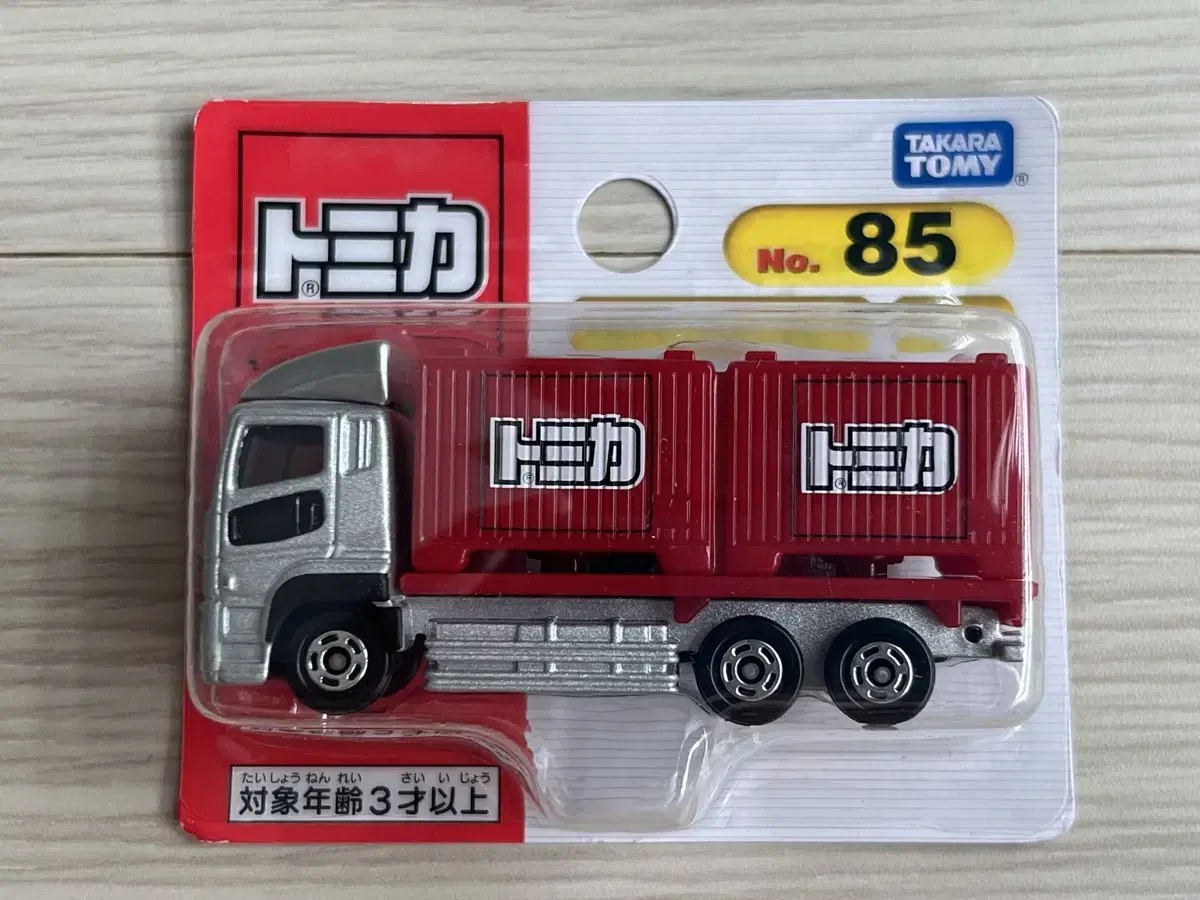 トミカ®
TAKARA
TOMY®
No. 85
トミカ®
トミカ®
たいしょう ねん れい さい い じょう
対象年齢3才以上